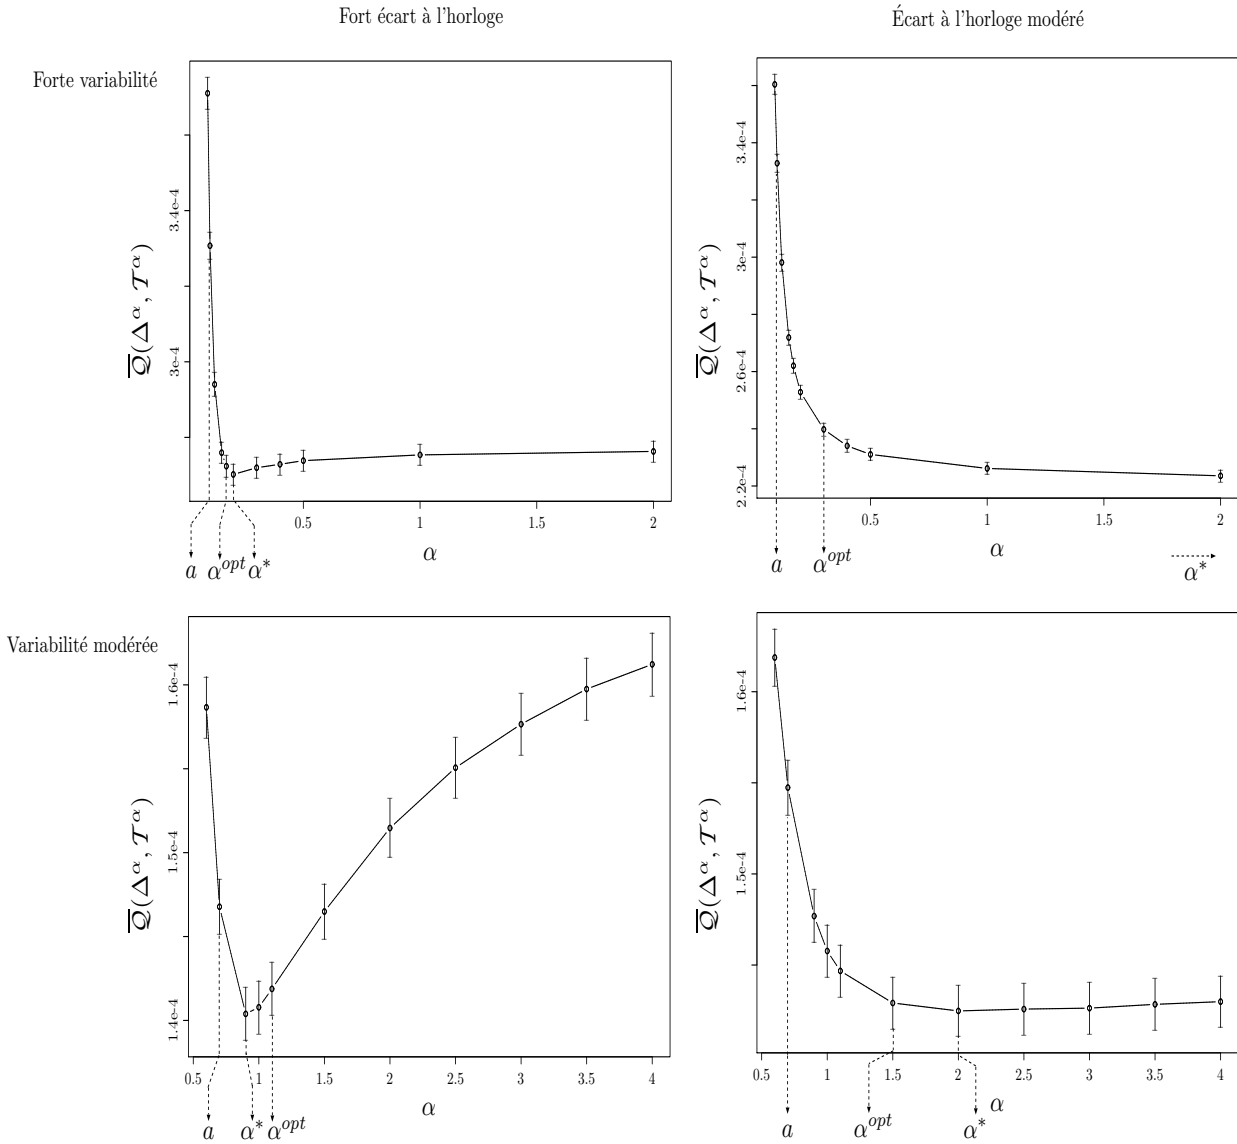 Fort écart à l'horloge
Écart à l'horloge modéré
Forte variabilité
3.4e-4
3e-4
Q̅(Δ^α, 𝒯^α)
0.5 1 1.5 2
α
a α^opt α*
3.4e-4
3e-4
2.6e-4
2.2e-4
Q̅(Δ^α, 𝒯^α)
0.5 1 1.5 2
α
a α^opt α*
Variabilité modérée
1.6e-4
1.5e-4
1.4e-4
Q̅(Δ^α, 𝒯^α)
0.5 1 1.5 2 2.5 3 3.5 4
α
a α* α^opt
1.6e-4
1.5e-4
Q̅(Δ^α, 𝒯^α)
0.5 1 1.5 2 2.5 3 3.5 4
α
a α^opt α*